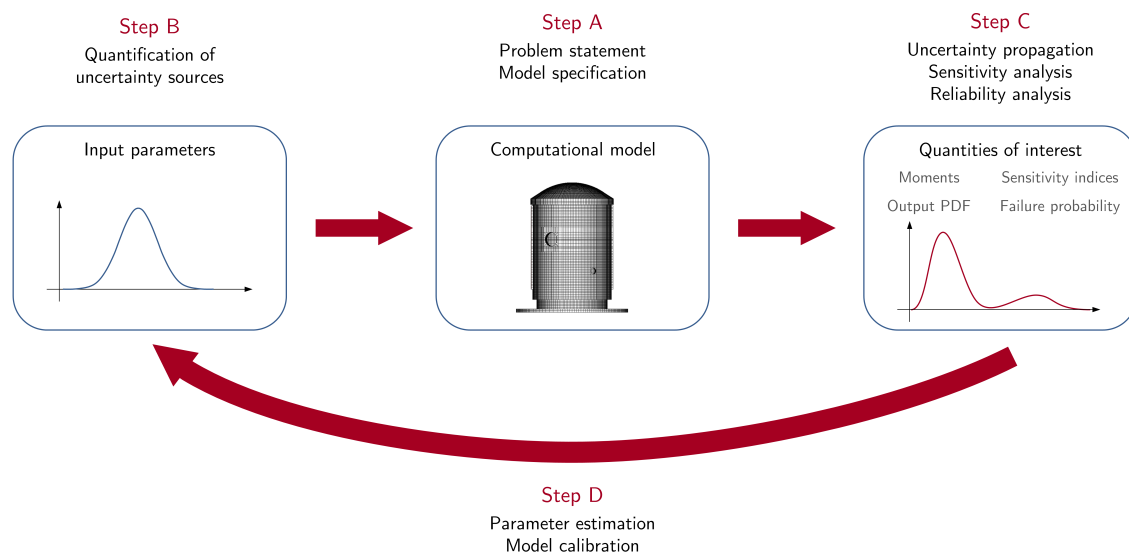 Step B
Quantification of
uncertainty sources
Step A
Problem statement
Model specification
Step C
Uncertainty propagation
Sensitivity analysis
Reliability analysis
Input parameters
Computational model
Quantities of interest
Moments
Sensitivity indices
Output PDF
Failure probability
Step D
Parameter estimation
Model calibration